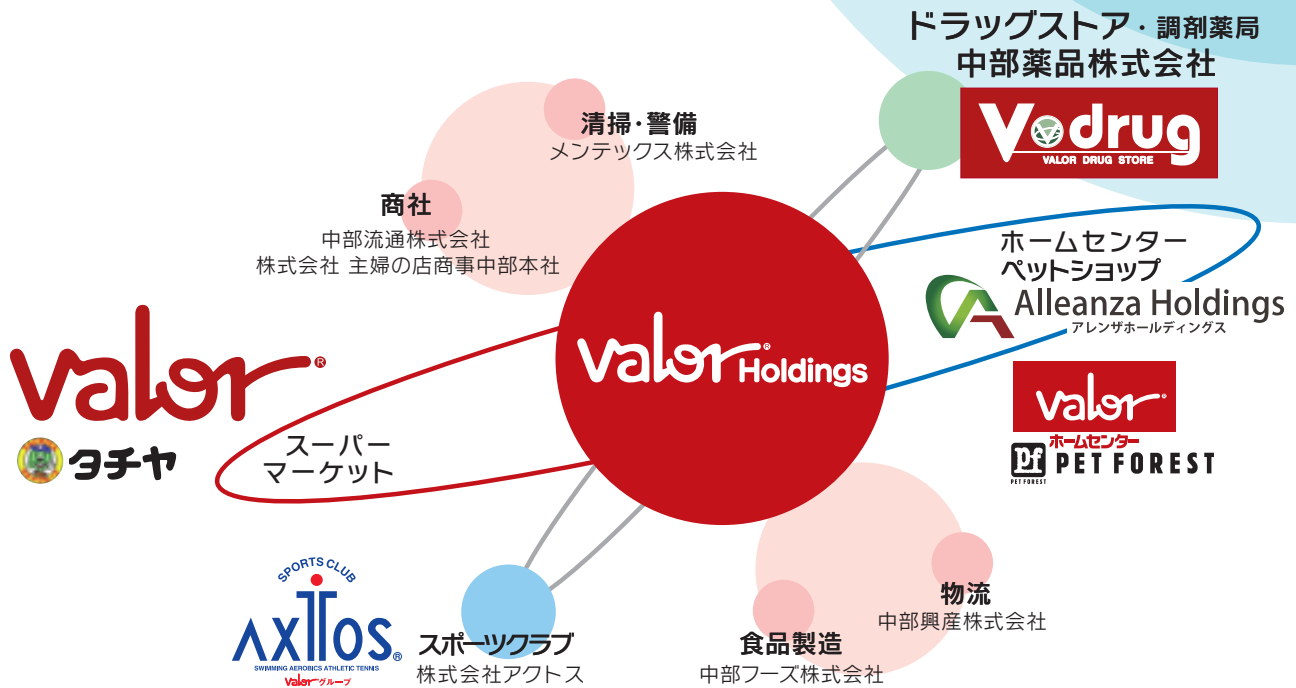 ドラッグストア・調剤薬局
中部薬品株式会社
Vdrug
VALOR DRUG STORE
清掃・警備
メンテックス株式会社
商社
中部流通株式会社
株式会社 主婦の店商事中部本社
ホームセンター
ペットショップ
Alleanza Holdings
アレンザホールディングス
valor® Holdings
valor®
タチヤ
スーパー
マーケット
valor®
ホームセンター
Pf PET FOREST
PET FOREST
SPORTS CLUB
AXTOS®
SWIMMING AEROBICS ATHLETIC TENNIS
valorグループ
スポーツクラブ
株式会社アクトス
物流
中部興産株式会社
食品製造
中部フーズ株式会社